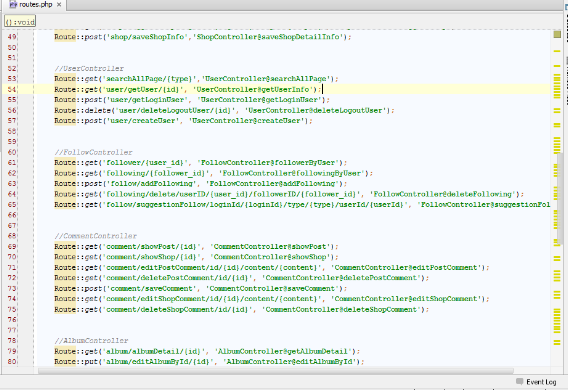 routes.php
{}:void
49 Route::post('shop/saveShopInfo','ShopController@saveShopDetailInfo');
50
51
52 //UserController
53 Route::get('searchAllPage/{type}','UserController@searchAllPage');
54 Route::get('user/getUser/{id}', 'UserController@getUserInfo');
55 Route::post('user/getLoginUser', 'UserController@getLoginUser');
56 Route::delete('user/deleteLogoutUser/{id}', 'UserController@deleteLogoutUser');
57 Route::post('user/createUser', 'UserController@createUser');
58
59
60 //FollowController
61 Route::get('follower/{user_id}', 'FollowController@followerByUser');
62 Route::get('following/{follower_id}', 'FollowController@followingByUser');
63 Route::post('follow/addFollowing', 'FollowController@addFollowing');
64 Route::get('following/delete/userID/{user_id}/followerID/{follower_id}', 'FollowController@deleteFollowing');
65 Route::get('follow/suggestionFollow/loginId/{loginId}/type/{type}/userId/{userId}', 'FollowController@suggestionFol
66
67
68 //CommentController
69 Route::get('comment/showPost/{id}', 'CommentController@showPost');
70 Route::get('comment/showShop/{id}', 'CommentController@showShop');
71 Route::get('comment/editPostComment/id/{id}/content/{content}', 'CommentController@editPostComment');
72 Route::get('comment/deletePostComment/id/{id}', 'CommentController@deletePostComment');
73 Route::post('comment/saveComment', 'CommentController@saveComment');
74 Route::get('comment/editShopComment/id/{id}/content/{content}', 'CommentController@editShopComment');
75 Route::get('comment/deleteShopComment/id/{id}', 'CommentController@deleteShopComment');
76
77
78 //AlbumController
79 Route::get('album/albumDetail/{id}', 'AlbumController@getAlbumDetail');
80 Route::put('album/editAlbumById/{id}', 'AlbumController@editAlbumById');
Event Log